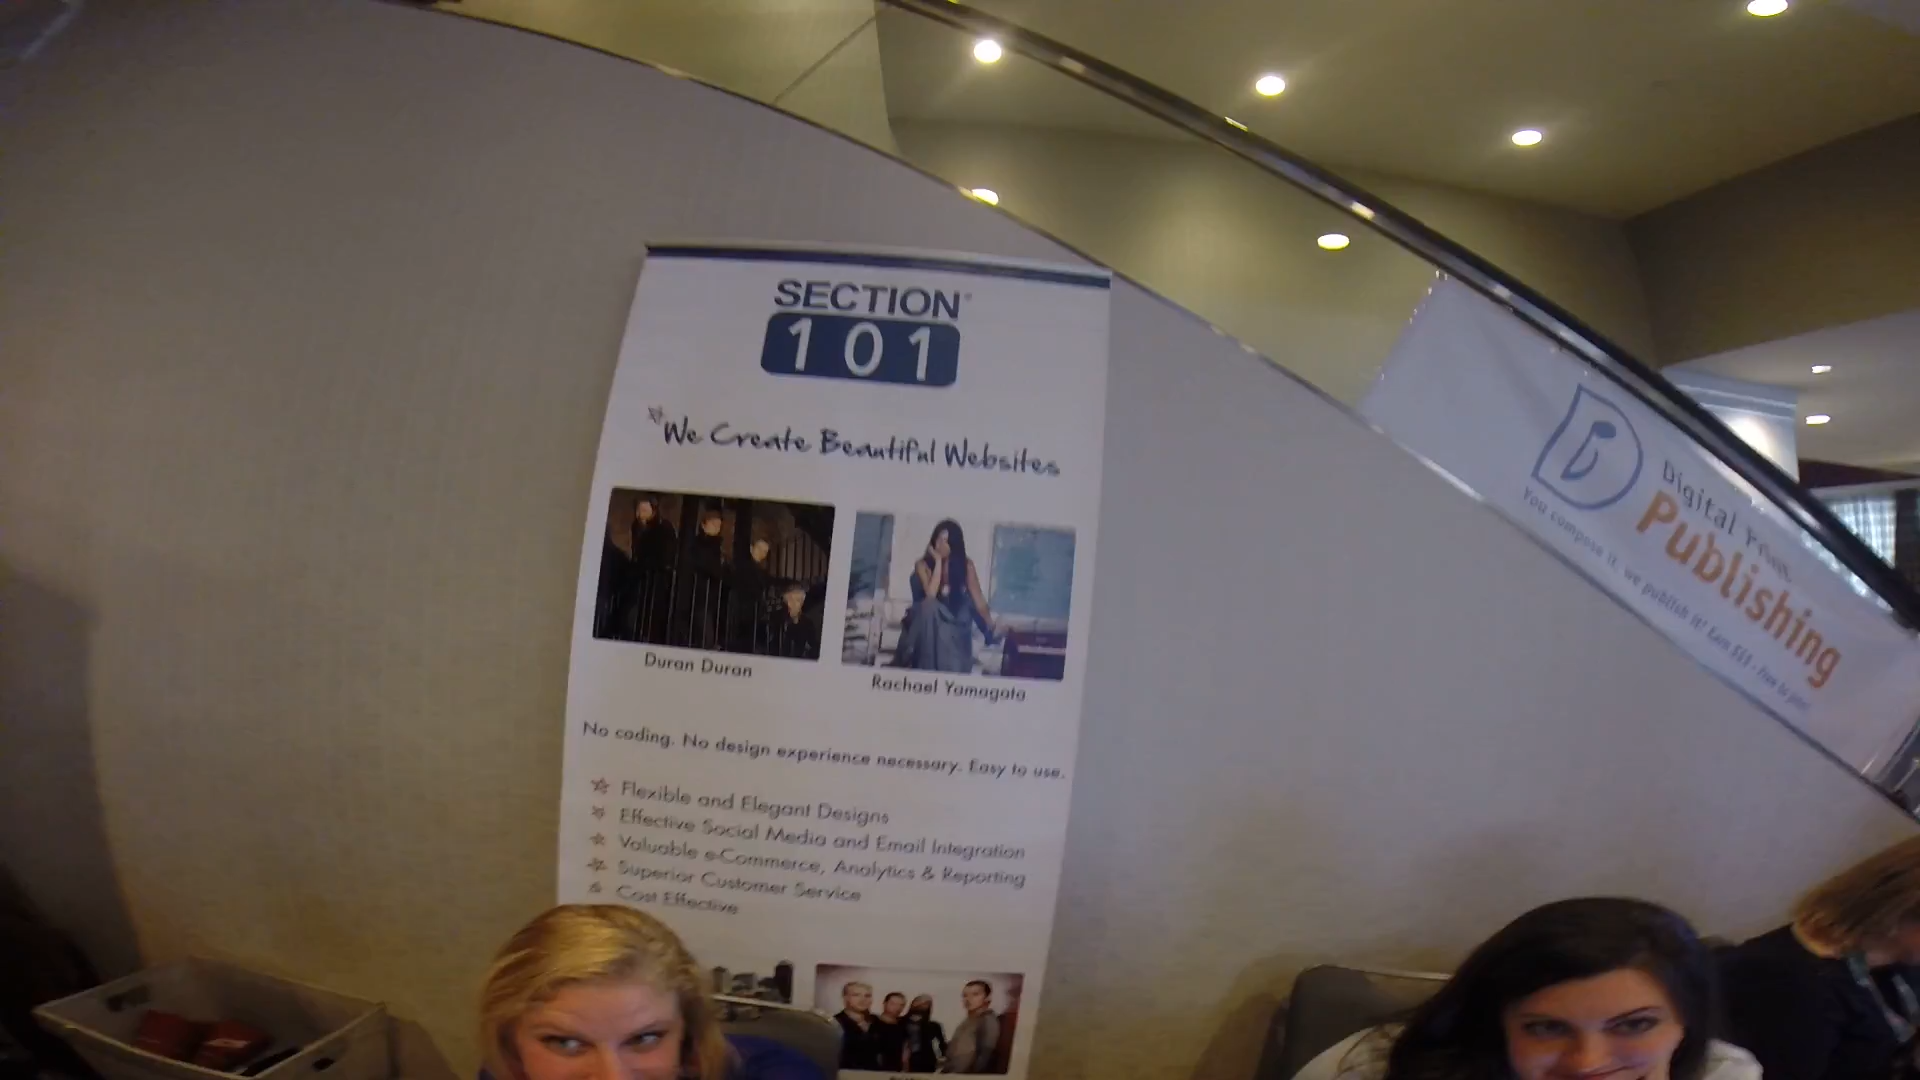 SECTION
101
We Create Beautiful Websites
Duran Duran
Rachael Yamagata
No coding. No design experience necessary. Easy to use.
Flexible and Elegant Designs
Effective Social Media and Email Integration
Valuable e-Commerce, Analytics & Reporting
Superior Customer Service
Cost Effective
Digital
Publishing
You compose it, we publish it! Earn $$$ -